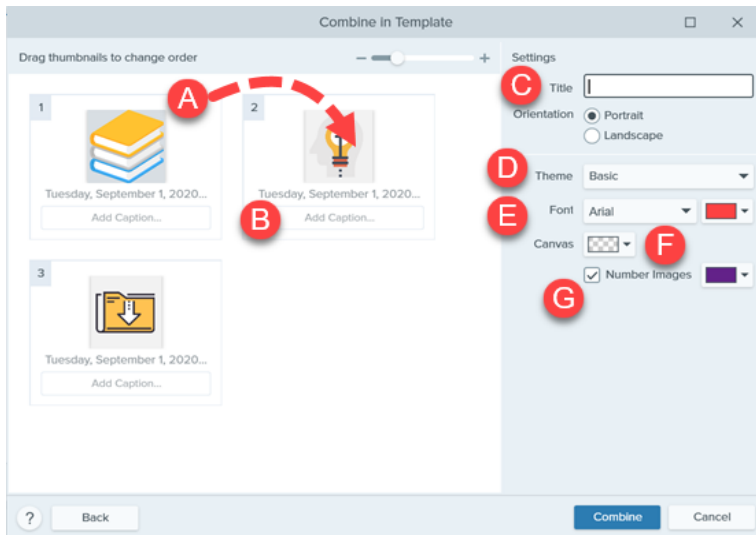 Combine in Template
Drag thumbnails to change order
Settings
C
Title
Orientation
Portrait
Landscape
D
Theme
Basic
E
Font
Arial
Canvas
F
G
Number Images
A
1
Tuesday, September 1, 2020...
Add Caption...
2
Tuesday, September 1, 2020...
B
Add Caption...
3
Tuesday, September 1, 2020...
Add Caption...
?
Back
Combine
Cancel